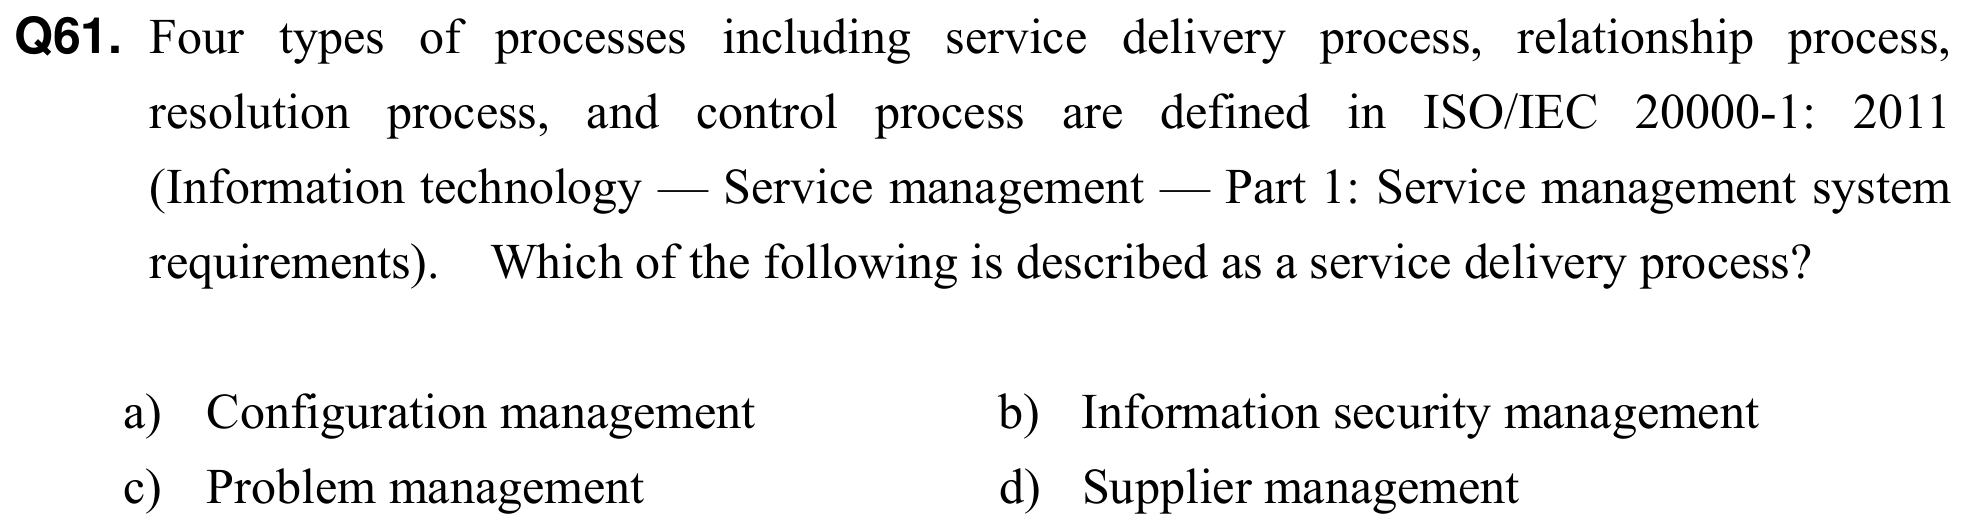 Q61. Four types of processes including service delivery process, relationship process,
resolution process, and control process are defined in ISO/IEC 20000-1: 2011
(Information technology — Service management — Part 1: Service management system
requirements). Which of the following is described as a service delivery process?
a) Configuration management b) Information security management
c) Problem management d) Supplier management